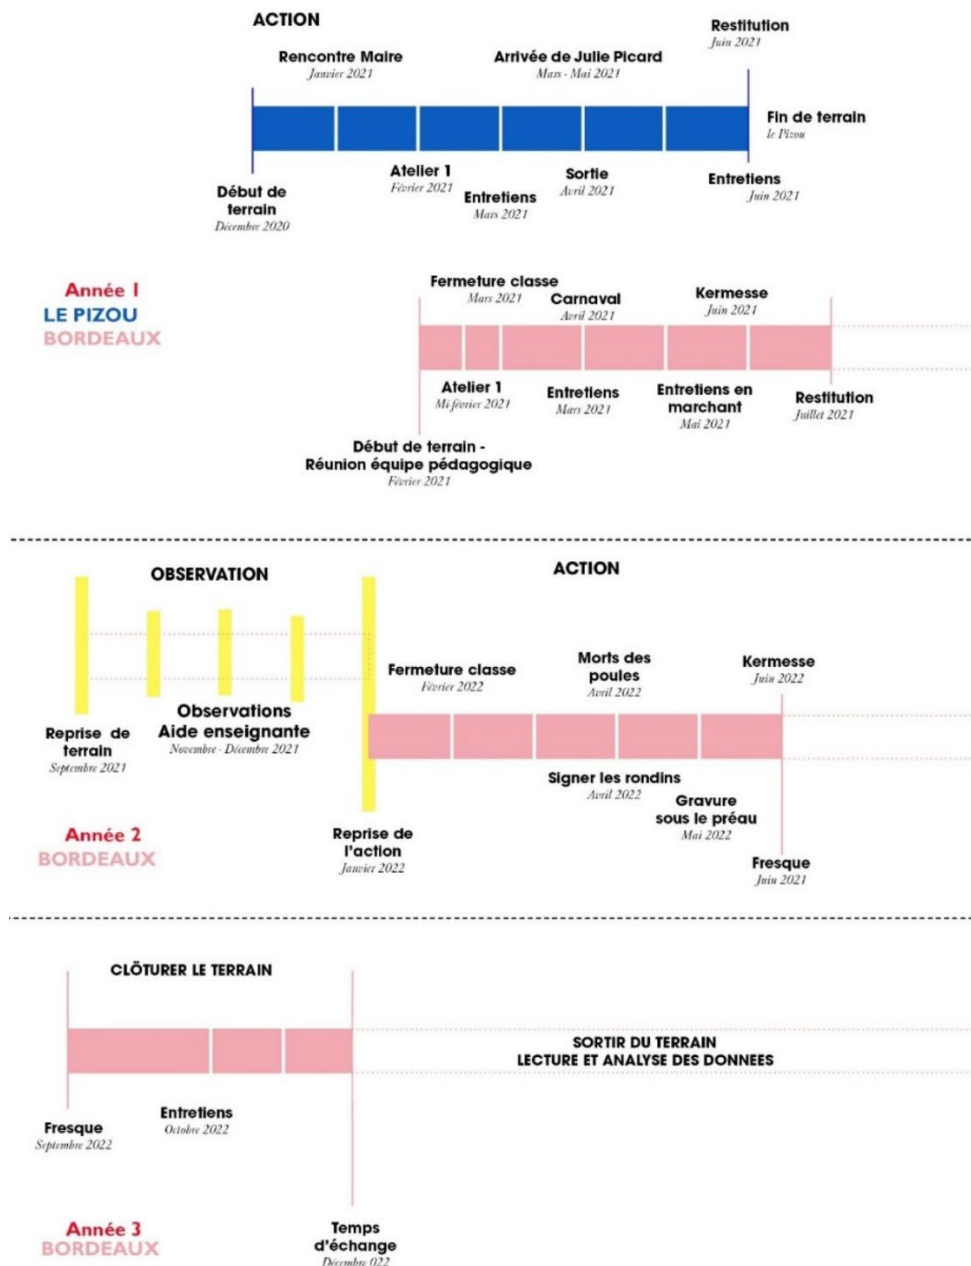 ACTION
Restitution
Juin 2021
Rencontre Maire
Janvier 2021
Arrivée de Julie Picard
Mars - Mai 2021
Fin de terrain
le Pizou
Début de
terrain
Décembre 2020
Atelier 1
Février 2021
Entretiens
Mars 2021
Sortie
Avril 2021
Entretiens
Juin 2021
Année 1
LE PIZOU
BORDEAUX
Fermeture classe
Mars 2021
Carnaval
Avril 2021
Kermesse
Juin 2021
Atelier 1
Mi-février 2021
Entretiens
Mars 2021
Entretiens en
marchant
Mai 2021
Restitution
Juillet 2021
Début de terrain -
Réunion équipe pédagogique
Février 2021
OBSERVATION
ACTION
Fermeture classe
Février 2022
Morts des
poules
Avril 2022
Kermesse
Juin 2022
Reprise de
terrain
Septembre 2021
Observations
Aide enseignante
Novembre - Décembre 2021
Signer les rondins
Avril 2022
Gravure
sous le préau
Mai 2022
Reprise de
l'action
Janvier 2022
Fresque
Juin 2021
Année 2
BORDEAUX
CLÔTURER LE TERRAIN
SORTIR DU TERRAIN
LECTURE ET ANALYSE DES DONNEES
Fresque
Septembre 2022
Entretiens
Octobre 2022
Temps
d'échange
Décembre 022
Année 3
BORDEAUX